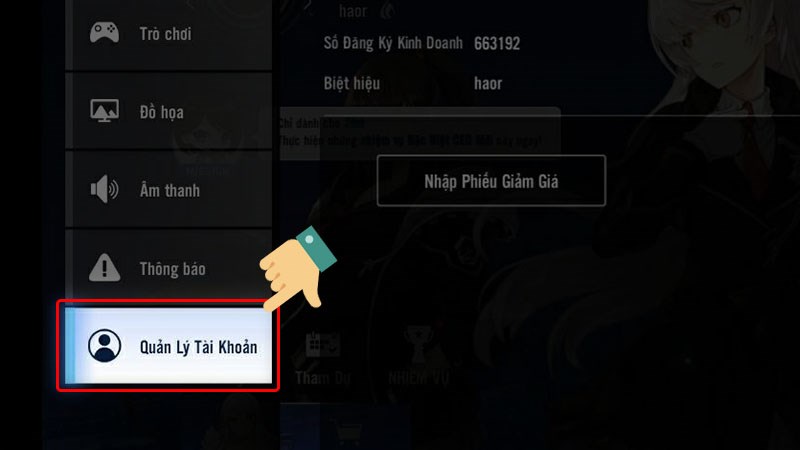 haor
Trò chơi
Số Đăng Ký Kinh Doanh 663192
Biệt hiệu haor
Đồ họa
Nhập Phiếu Giảm Giá
Âm thanh
Thông báo
Quản Lý Tài Khoản
Tham Dự
NHIỆM VỤ